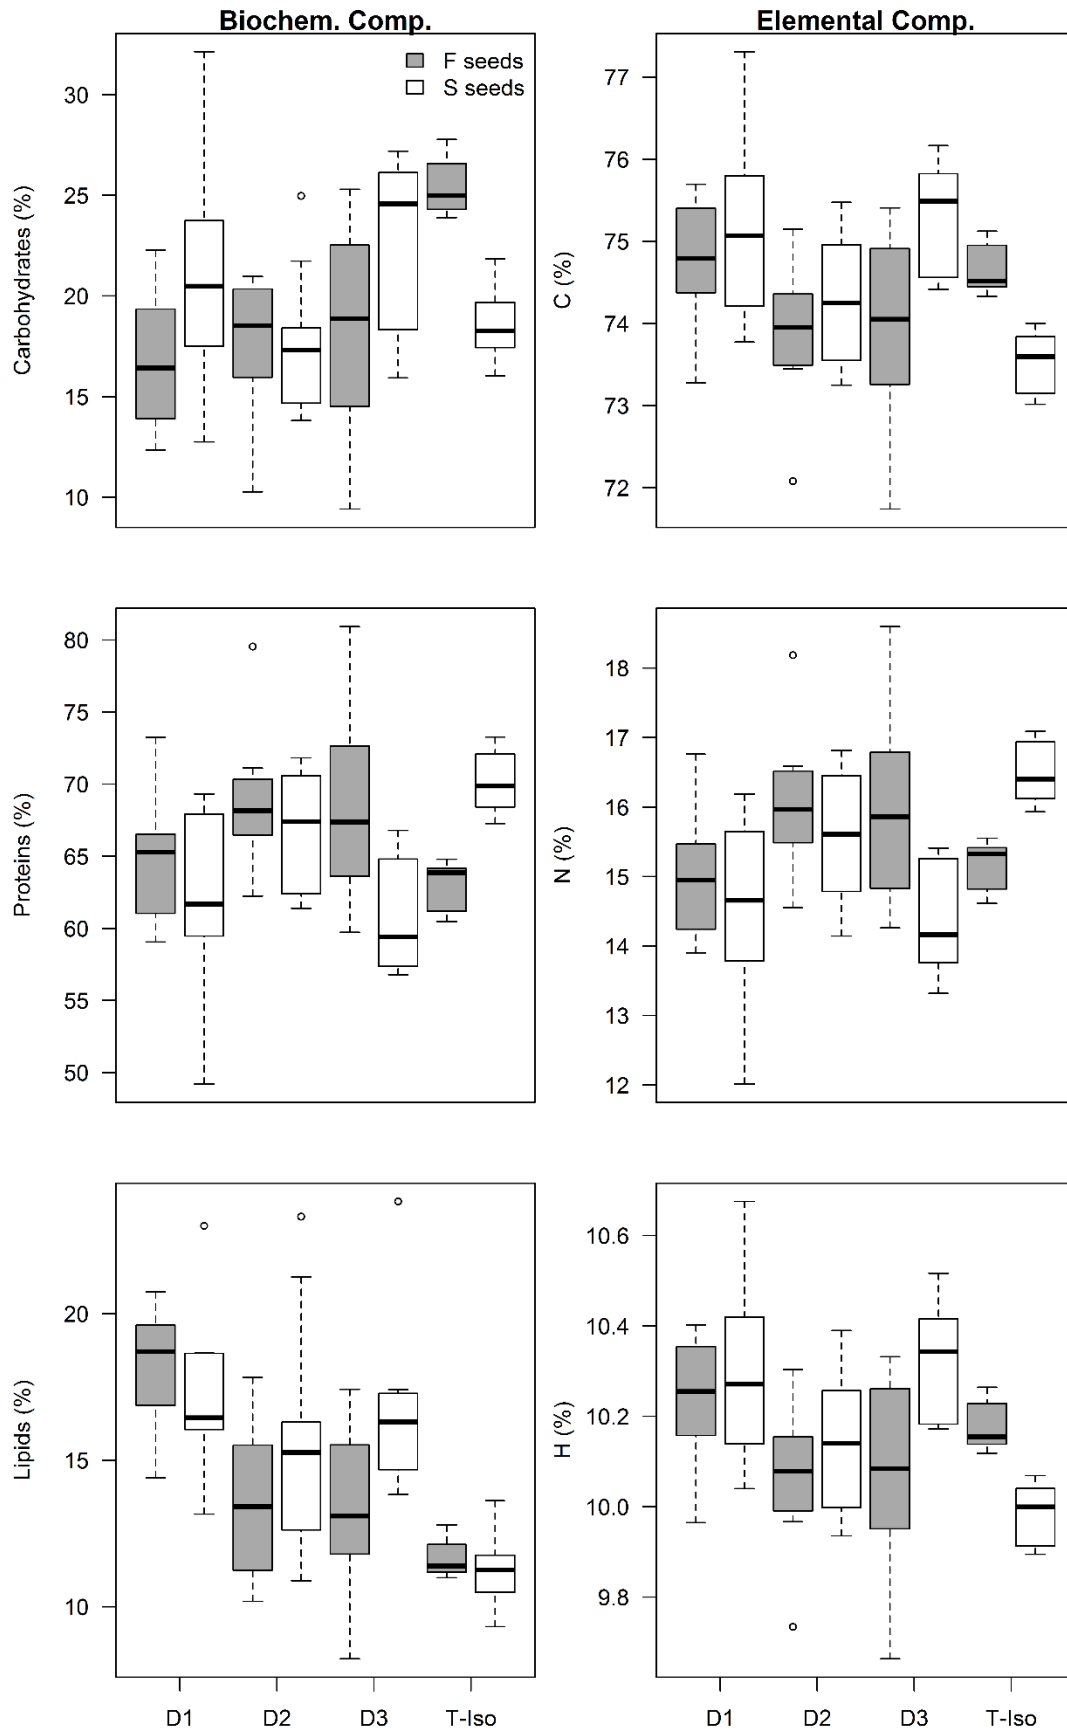 Biochem. Comp.
Elemental Comp.
F seeds
S seeds
Carbohydrates (%)
30
25
20
15
10
C (%)
77
76
75
74
73
72
Proteins (%)
80
75
70
65
60
55
50
N (%)
18
17
16
15
14
13
12
Lipids (%)
20
15
10
H (%)
10.6
10.4
10.2
10.0
9.8
D1 D2 D3 T-Iso
D1 D2 D3 T-Iso